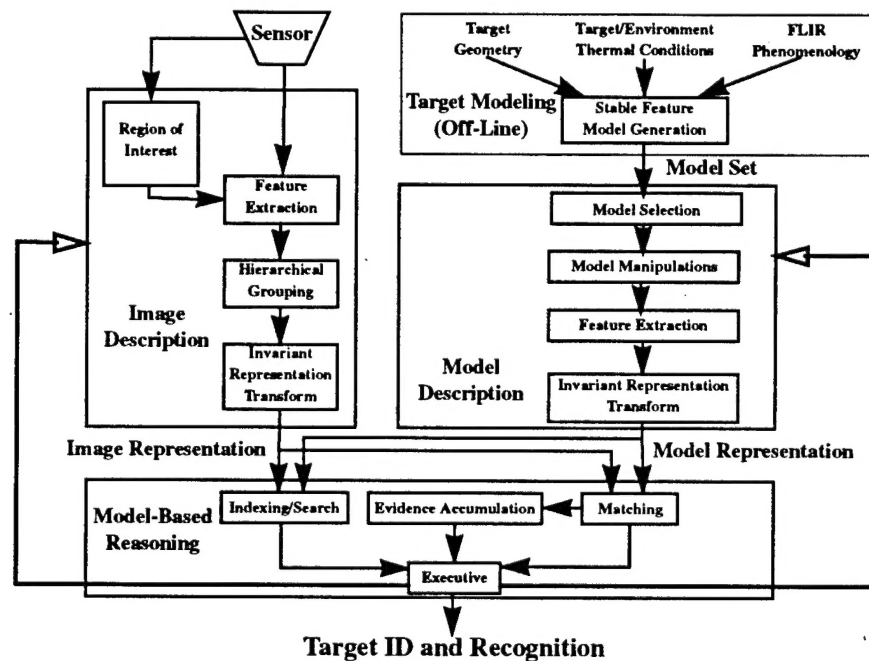 Sensor
Target
Geometry
Target/Environment
Thermal Conditions
FLIR
Phenomenology
Target Modeling
(Off-Line)
Stable Feature
Model Generation
Region of
Interest
Model Set
Feature
Extraction
Model Selection
Hierarchical
Grouping
Model Manipulations
Image
Description
Feature Extraction
Invariant
Representation
Transform
Model
Description
Invariant Representation
Transform
Image Representation
Model Representation
Model-Based
Reasoning
Indexing/Search
Evidence Accumulation
Matching
Executive
Target ID and Recognition